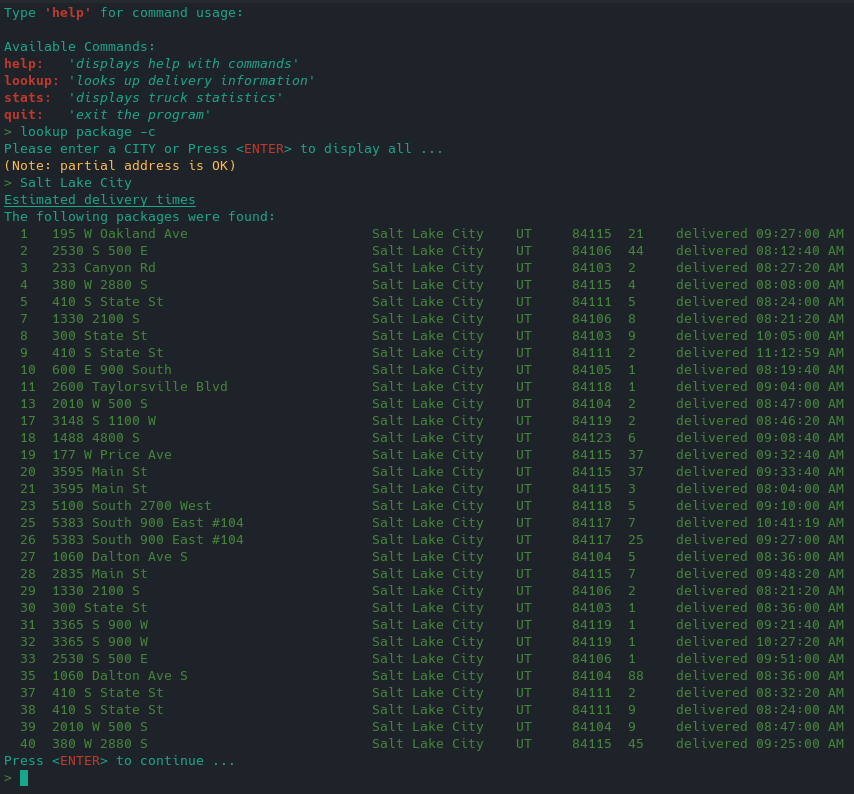 Type 'help' for command usage:
Available Commands:
help:   'displays help with commands'
lookup: 'looks up delivery information'
stats:  'displays truck statistics'
quit:   'exit the program'
> lookup package -c
Please enter a CITY or Press <ENTER> to display all ...
(Note: partial address is OK)
> Salt Lake City
Estimated delivery times
The following packages were found:
1   195 W Oakland Ave   Salt Lake City   UT   84115  21   delivered 09:27:00 AM
2   2530 S 500 E   Salt Lake City   UT   84106  44   delivered 08:12:40 AM
3   233 Canyon Rd   Salt Lake City   UT   84103  2   delivered 08:27:20 AM
4   380 W 2880 S   Salt Lake City   UT   84115  4   delivered 08:08:00 AM
5   410 S State St   Salt Lake City   UT   84111  5   delivered 08:24:00 AM
7   1330 2100 S   Salt Lake City   UT   84106  8   delivered 08:21:20 AM
8   300 State St   Salt Lake City   UT   84103  9   delivered 10:05:00 AM
9   410 S State St   Salt Lake City   UT   84111  2   delivered 11:12:59 AM
10  600 E 900 South   Salt Lake City   UT   84105  1   delivered 08:19:40 AM
11  2600 Taylorsville Blvd   Salt Lake City   UT   84118  1   delivered 09:04:00 AM
13  2010 W 500 S   Salt Lake City   UT   84104  2   delivered 08:47:00 AM
17  3148 S 1100 W   Salt Lake City   UT   84119  2   delivered 08:46:20 AM
18  1488 4800 S   Salt Lake City   UT   84123  6   delivered 09:08:40 AM
19  177 W Price Ave   Salt Lake City   UT   84115  37   delivered 09:32:40 AM
20  3595 Main St   Salt Lake City   UT   84115  37   delivered 09:33:40 AM
21  3595 Main St   Salt Lake City   UT   84115  3   delivered 08:04:00 AM
23  5100 South 2700 West   Salt Lake City   UT   84118  5   delivered 09:10:00 AM
25  5383 South 900 East #104   Salt Lake City   UT   84117  7   delivered 10:41:19 AM
26  5383 South 900 East #104   Salt Lake City   UT   84117  25   delivered 09:27:00 AM
27  1060 Dalton Ave S   Salt Lake City   UT   84104  5   delivered 08:36:00 AM
28  2835 Main St   Salt Lake City   UT   84115  7   delivered 09:48:20 AM
29  1330 2100 S   Salt Lake City   UT   84106  2   delivered 08:21:20 AM
30  300 State St   Salt Lake City   UT   84103  1   delivered 08:36:00 AM
31  3365 S 900 W   Salt Lake City   UT   84119  1   delivered 09:21:40 AM
32  3365 S 900 W   Salt Lake City   UT   84119  1   delivered 10:27:20 AM
33  2530 S 500 E   Salt Lake City   UT   84106  1   delivered 09:51:00 AM
35  1060 Dalton Ave S   Salt Lake City   UT   84104  88   delivered 08:36:00 AM
37  410 S State St   Salt Lake City   UT   84111  2   delivered 08:32:20 AM
38  410 S State St   Salt Lake City   UT   84111  9   delivered 08:24:00 AM
39  2010 W 500 S   Salt Lake City   UT   84104  9   delivered 08:47:00 AM
40  380 W 2880 S   Salt Lake City   UT   84115  45   delivered 09:25:00 AM
Press <ENTER> to continue ...
>